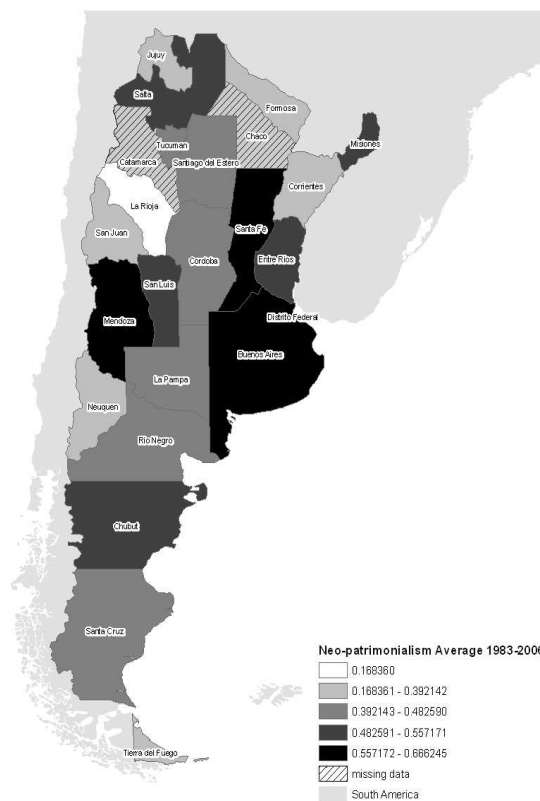 Jujuy
Salta
Formosa
Chaco
Misiones
Tucuman
Catamarca
Santiago del Estero
Corrientes
La Rioja
San Juan
Santa Fe
Cordoba
Entre Rios
San Luis
Mendoza
Distrito Federal
Buenos Aires
La Pampa
Neuquen
Rio Negro
Chubut
Santa Cruz
Tierra del Fuego
Neo-patrimonialism Average 1983-2006
0.168360
0.168361 - 0.392142
0.392143 - 0.482590
0.482591 - 0.557171
0.557172 - 0.666245
missing data
South America